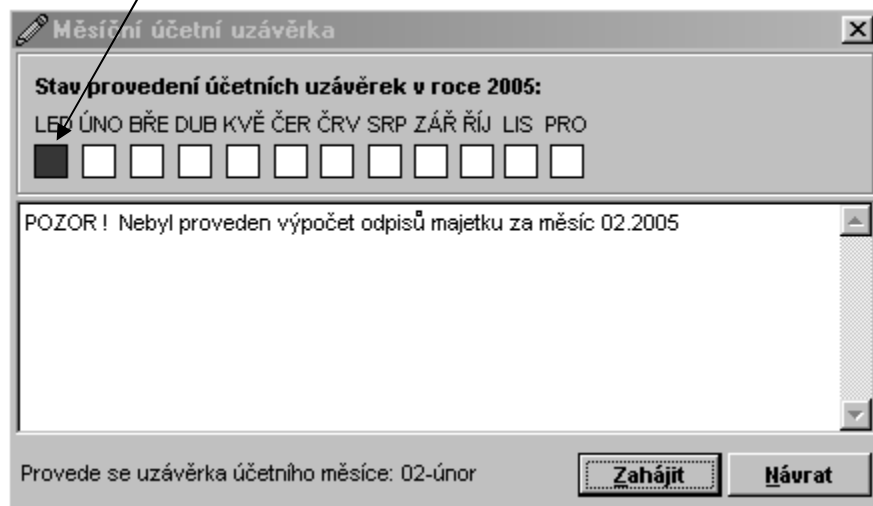 Měsíční účetní uzávěrka
Stav provedení účetních uzávěrek v roce 2005:
LED ÚNO BŘE DUB KVĚ ČER ČRV SRP ZÁŘ ŘÍJ LIS PRO
POZOR ! Nebyl proveden výpočet odpisů majetku za měsíc 02.2005
Provede se uzávěrka účetního měsíce: 02-únor
Zahájit
Návrat